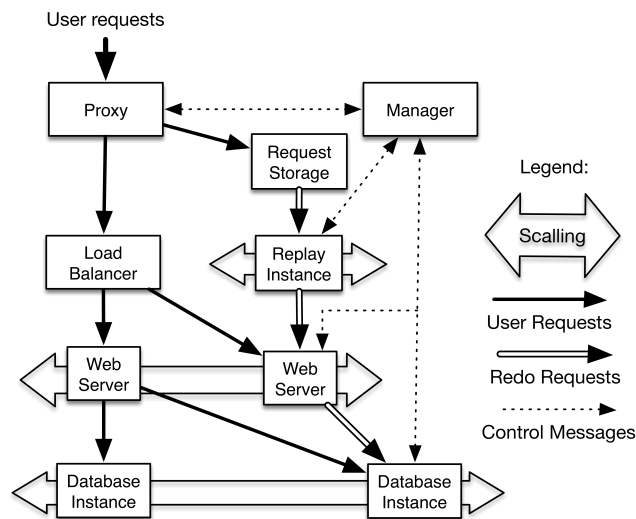 User requests
Proxy
Manager
Request
Storage
Legend:
Scalling
Load
Balancer
Replay
Instance
User Requests
Web
Server
Web
Server
Redo Requests
Control Messages
Database
Instance
Database
Instance